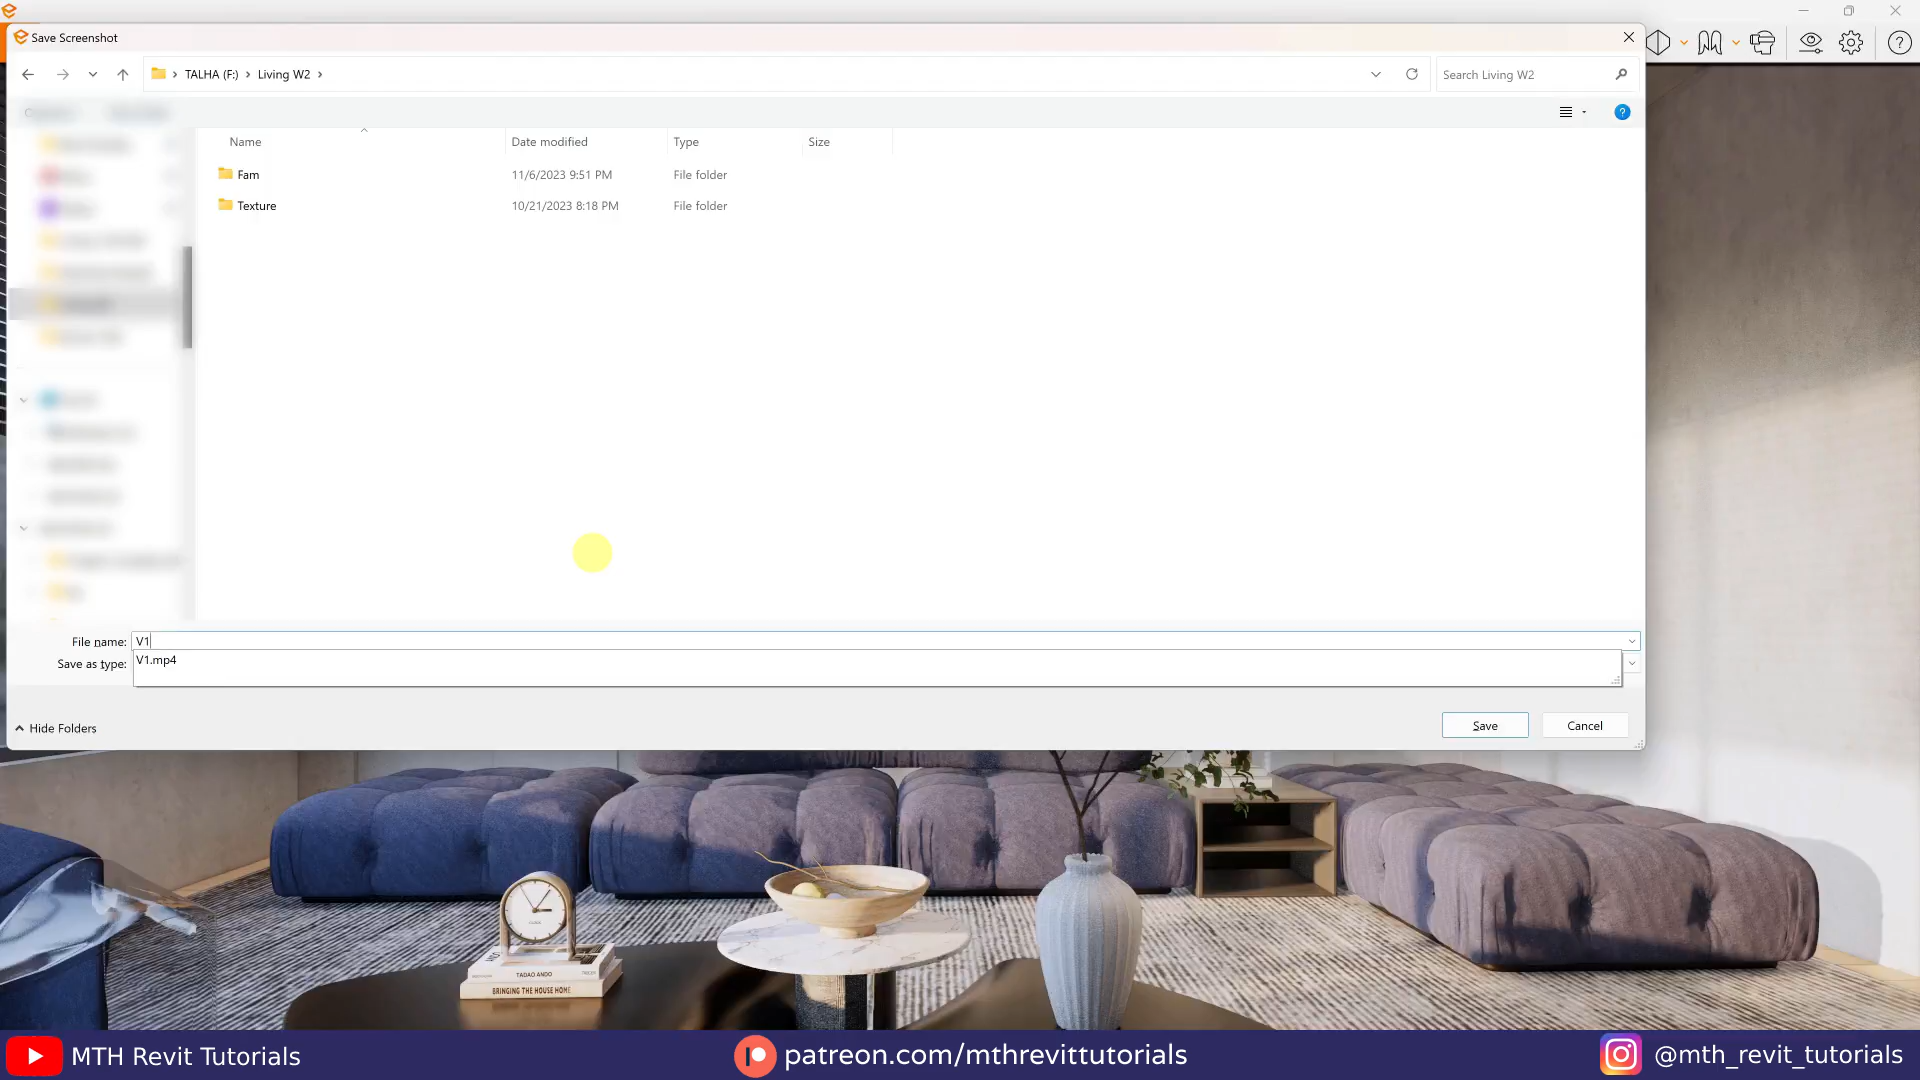 Save Screenshot
TALHA (F:) Living W2
Search Living W2
Name Date modified Type Size
Fam 11/6/2023 9:51 PM File folder
Texture 10/21/2023 8:18 PM File folder
File name: V1
Save as type: V1.mp4
Hide Folders
Save Cancel
TADAO ANDO
BRINGING THE HOUSE HOME
MTH Revit Tutorials
patreon.com/mthrevittutorials
@mth_revit_tutorials